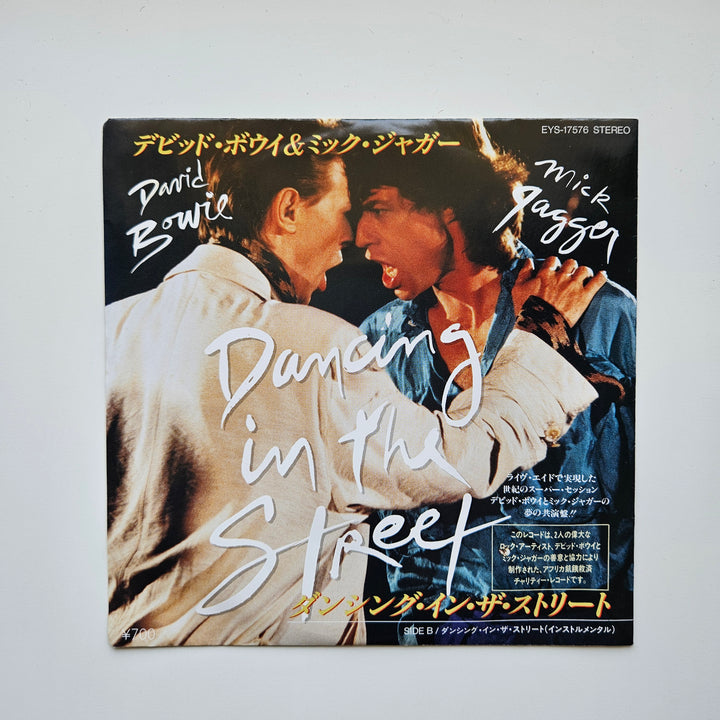 EYS-17576 STEREO
デビッド・ボウイ&ミック・ジャガー
David
Bowie
Mick
Jagger
Dancing
in the
Street
ライヴ・エイドで実現した
世紀のスーパー・セッション
デビッド・ボウイとミック・ジャガーの
夢の共演盤!!
このレコードは、2人の偉大な
ロック・アーティスト、デビッド・ボウイと
ミック・ジャガーの善意と協力により
制作された、アフリカ飢餓救済
チャリティー・レコードです。
ダンシング・イン・ザ・ストリート
¥700
SIDE B / ダンシング・イン・ザ・ストリート(インストルメンタル)